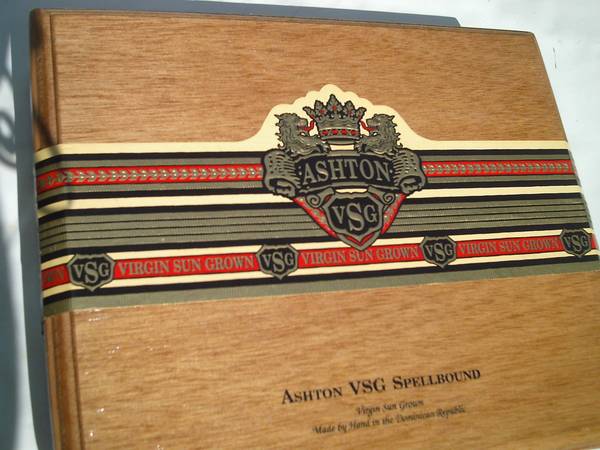 ASHTON
VSG
VSG VIRGIN SUN GROWN VSG VIRGIN SUN GROWN VSG VIRGIN SUN GROWN VSG
ASHTON VSG SPELLBOUND
Virgin Sun Grown
Made by Hand in the Dominican Republic